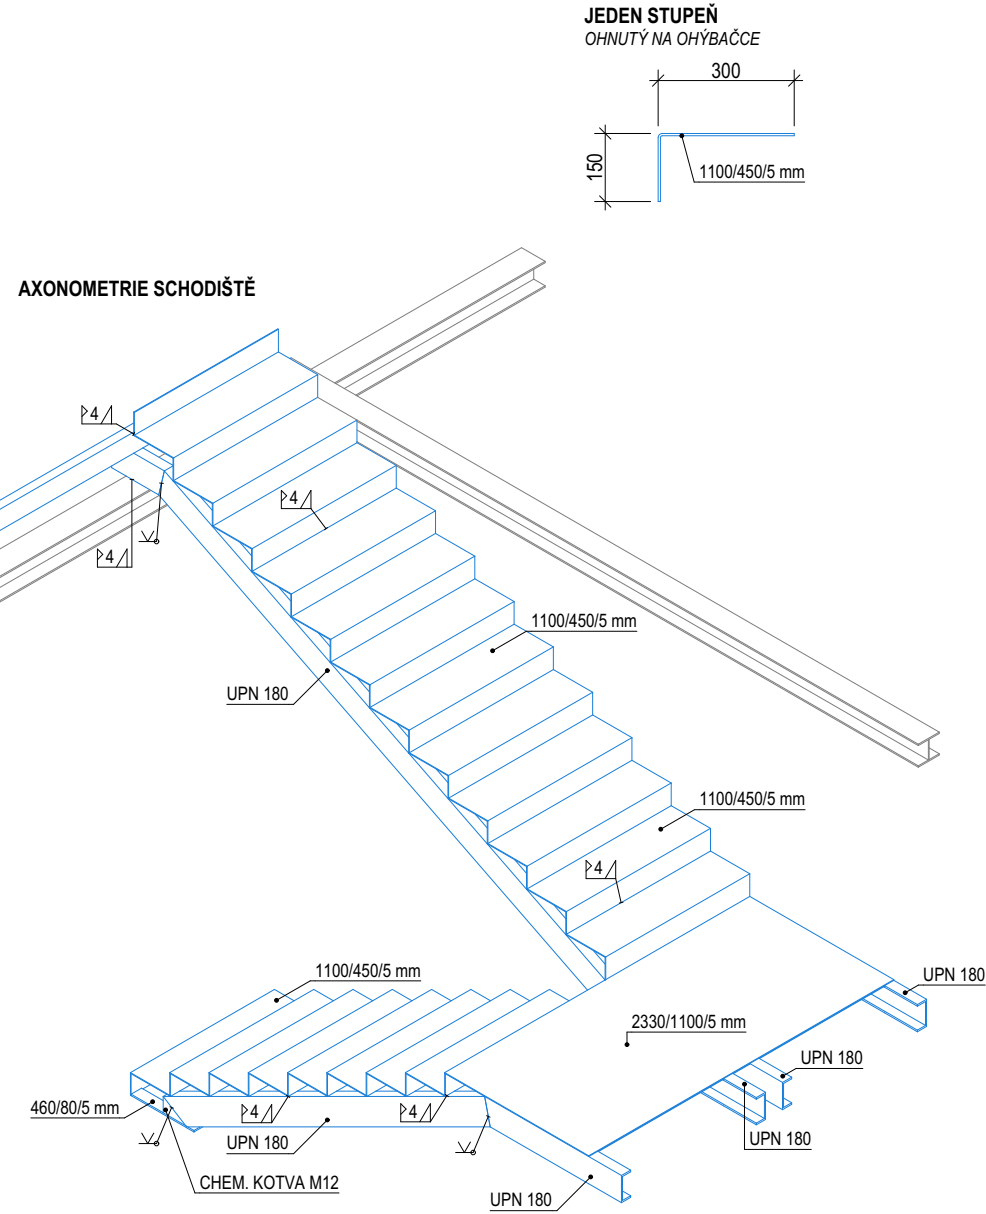 JEDEN STUPEŇ
OHNUTÝ NA OHÝBAČCE
300
150
1100/450/5 mm
AXONOMETRIE SCHODIŠTĚ
4
4
4
1100/450/5 mm
UPN 180
1100/450/5 mm
4
1100/450/5 mm
UPN 180
2330/1100/5 mm
UPN 180
460/80/5 mm
4
4
UPN 180
UPN 180
CHEM. KOTVA M12
UPN 180